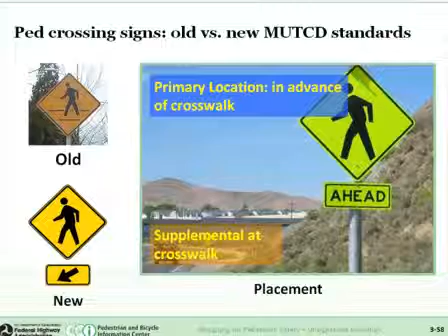 Ped crossing signs: old vs. new MUTCD standards
Primary Location: in advance
of crosswalk
Old
AHEAD
Supplemental at
crosswalk
New
Placement
Federal Highway
Pedestrian and Bicycle
Information Center
3-58